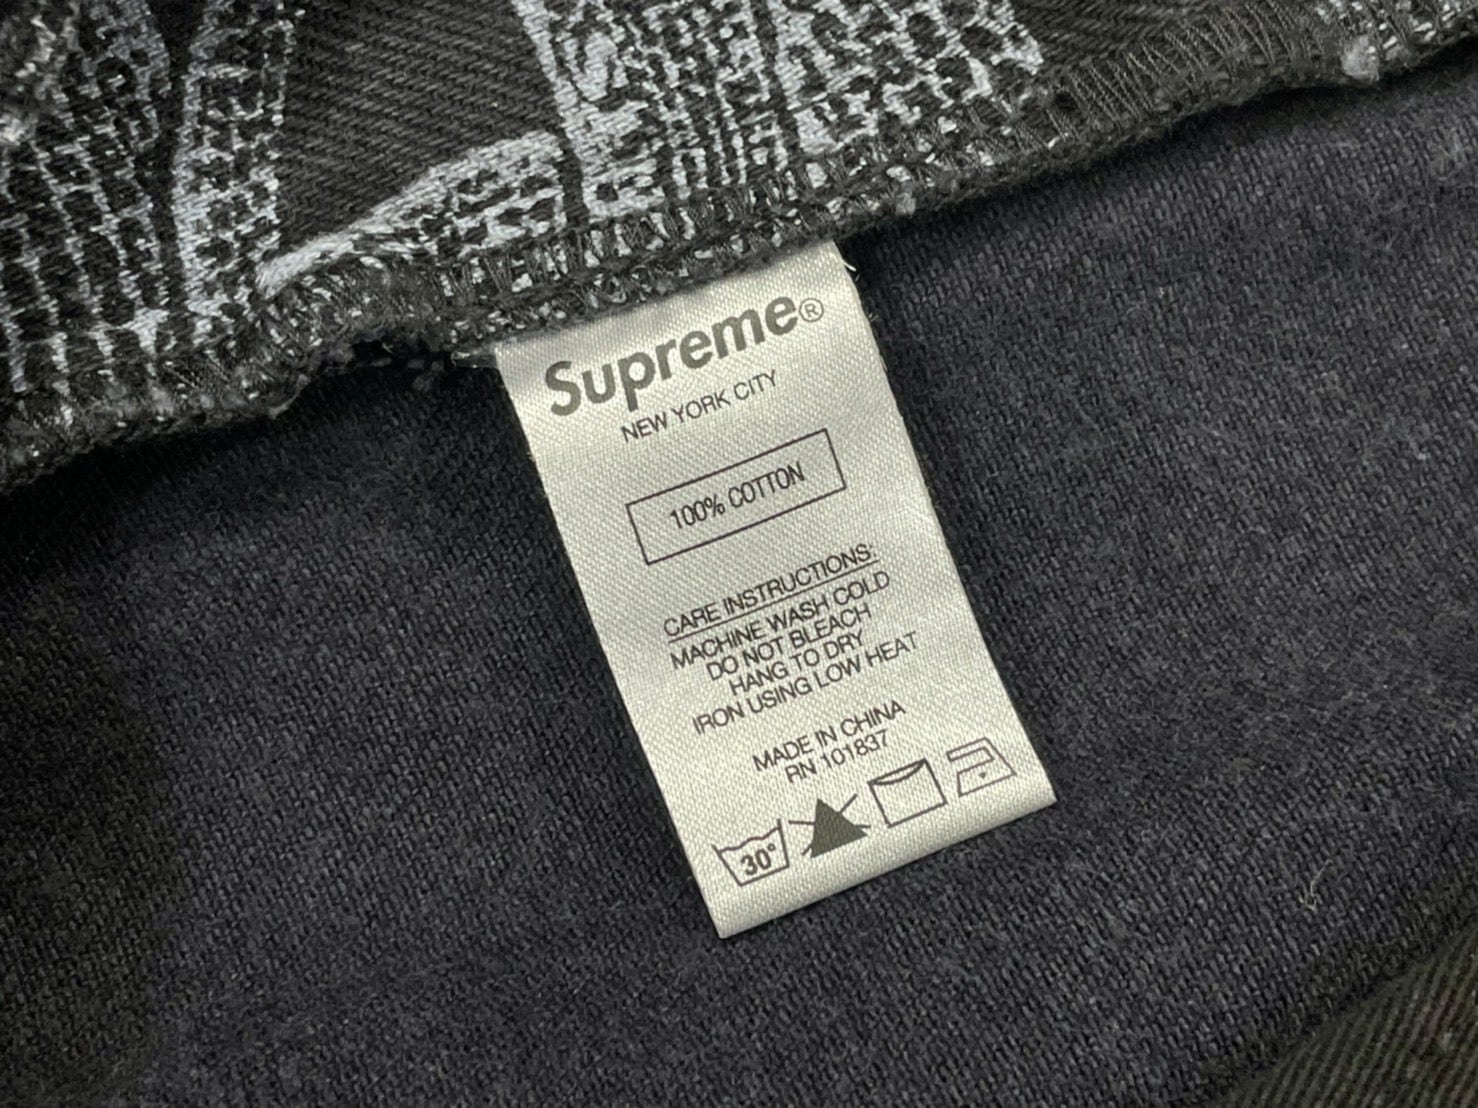 Supreme®
NEW YORK CITY
100% COTTON
CARE INSTRUCTIONS:
MACHINE WASH COLD
DO NOT BLEACH
HANG TO DRY
IRON USING LOW HEAT
MADE IN CHINA
RN 101837
30°